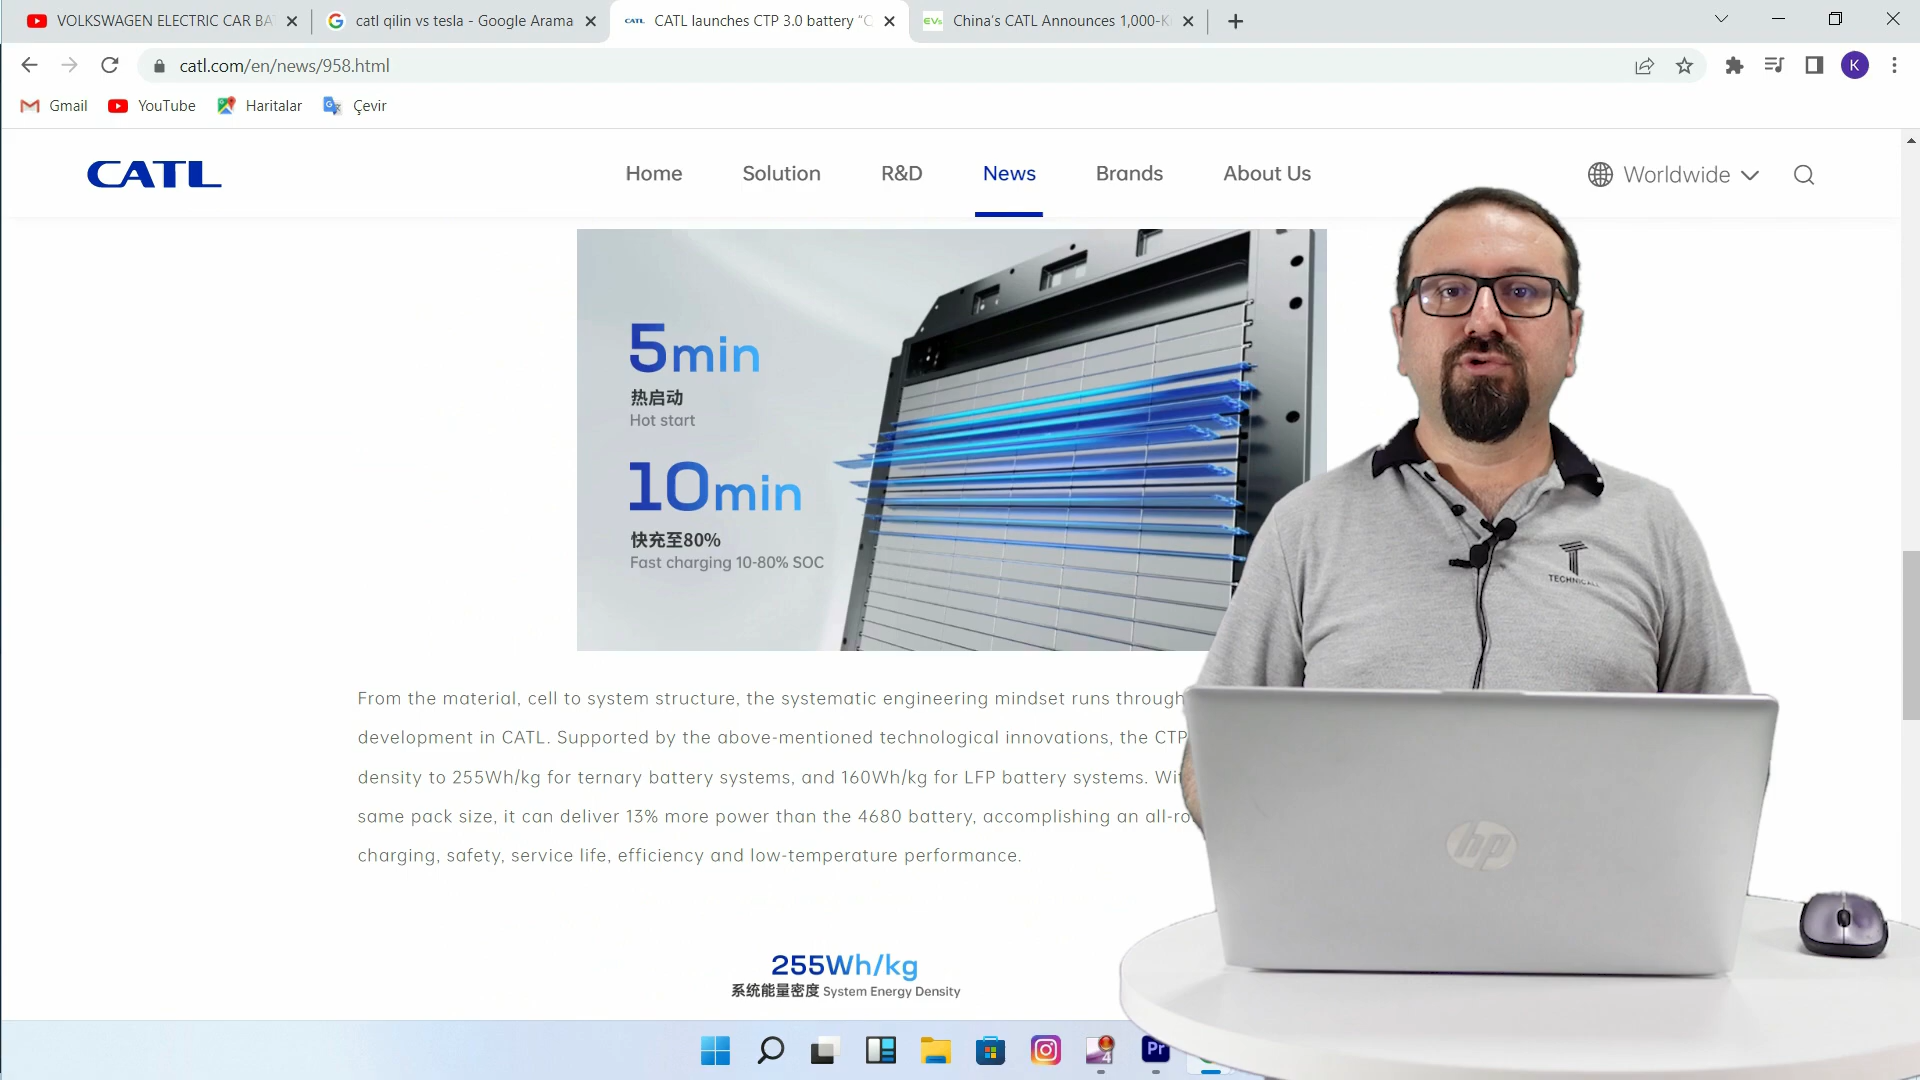 VOLKSWAGEN ELECTRIC CAR BA
catl qilin vs tesla - Google Arama
CATL CATL launches CTP 3.0 battery “C
EVs China’s CATL Announces 1,000-K
catl.com/en/news/958.html
K
Gmail YouTube Haritalar Çevir
CATL
Home Solution R&D News Brands About Us
Worldwide
5min
热启动
Hot start
10min
快充至80%
Fast charging 10-80% SOC
T
TECHNIC
From the material, cell to system structure, the systematic engineering mindset runs through
development in CATL. Supported by the above-mentioned technological innovations, the CTP
density to 255Wh/kg for ternary battery systems, and 160Wh/kg for LFP battery systems. Wit
same pack size, it can deliver 13% more power than the 4680 battery, accomplishing an all-ro
charging, safety, service life, efficiency and low-temperature performance.
hp
255Wh/kg
系统能量密度 System Energy Density
4
Pr